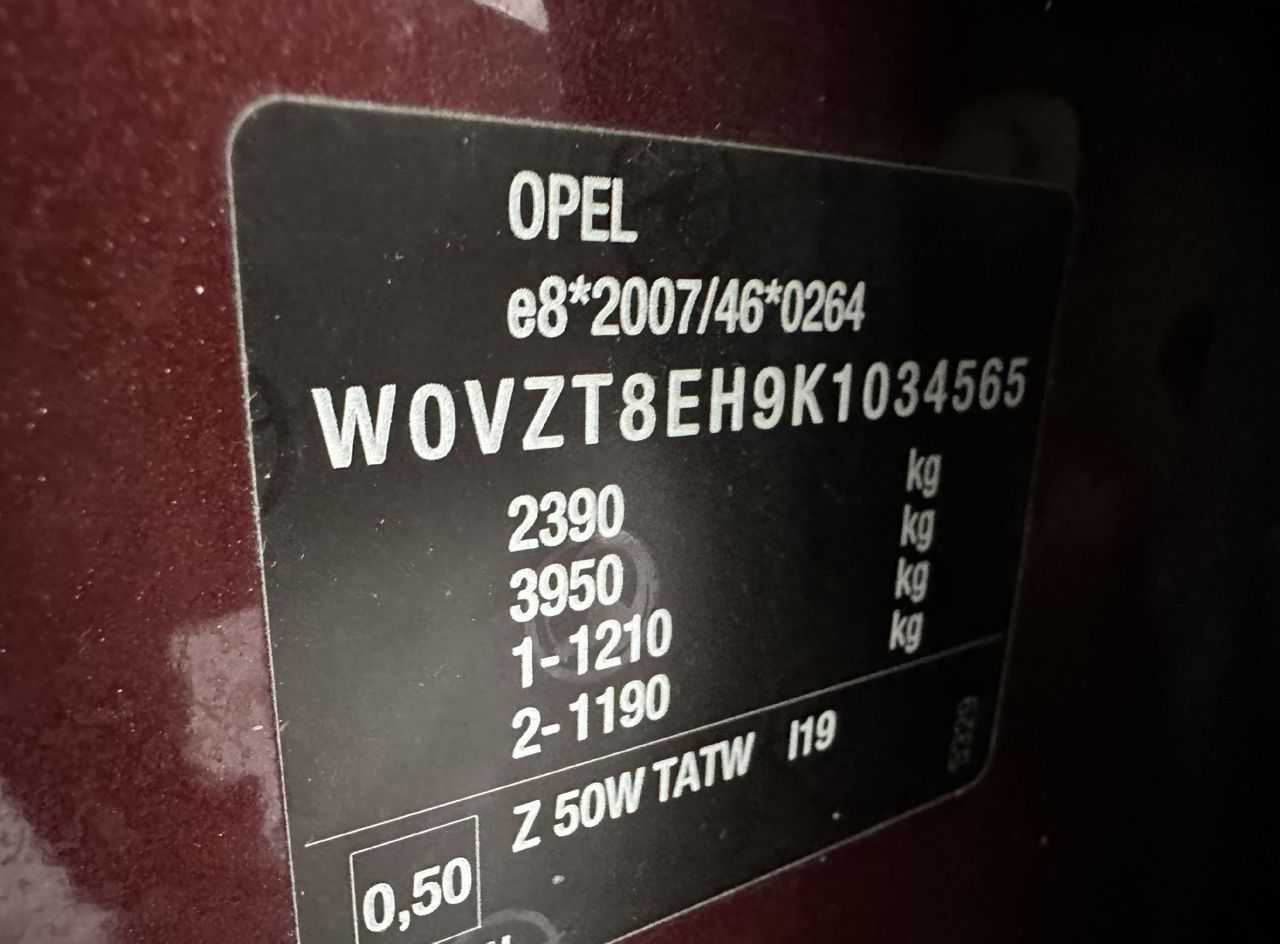 OPEL
e8*2007/46*0264
W0VZT8EH9K1034565
2390 kg
3950 kg
1-1210 kg
2-1190 kg
Z 50W TATW I19
0,50